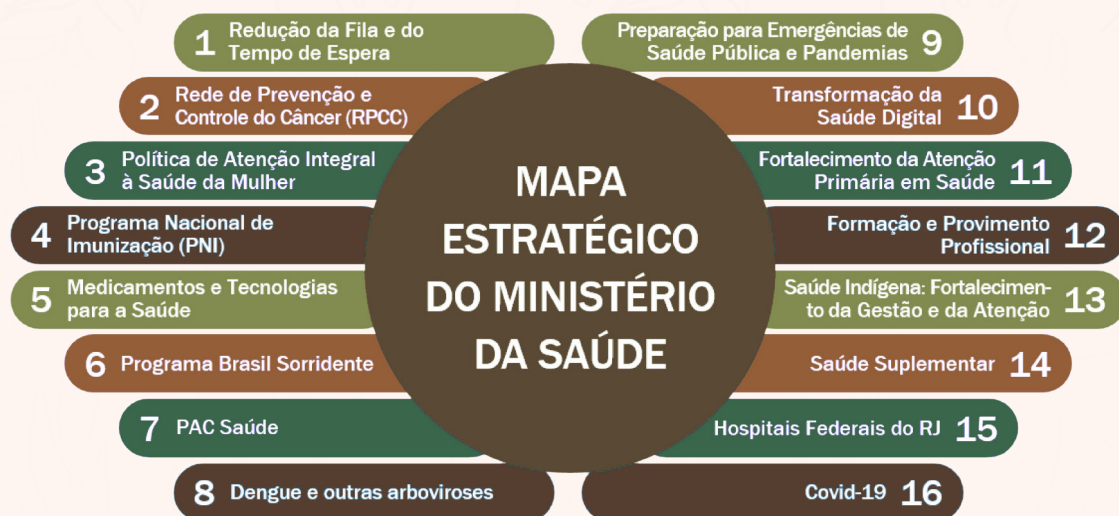 1 Redução da Fila e do
Tempo de Espera
2 Rede de Prevenção e
Controle do Câncer (RPCC)
3 Política de Atenção Integral
à Saúde da Mulher
4 Programa Nacional de
Imunização (PNI)
5 Medicamentos e Tecnologias
para a Saúde
6 Programa Brasil Sorridente
7 PAC Saúde
8 Dengue e outras arboviroses
MAPA
ESTRATÉGICO
DO MINISTÉRIO
DA SAÚDE
Preparação para Emergências de
Saúde Pública e Pandemias 9
Transformação da
Saúde Digital 10
Fortalecimento da Atenção
Primária em Saúde 11
Formação e Provimento
Profissional 12
Saúde Indígena: Fortalecimen-
to da Gestão e da Atenção 13
Saúde Suplementar 14
Hospitais Federais do RJ 15
Covid-19 16